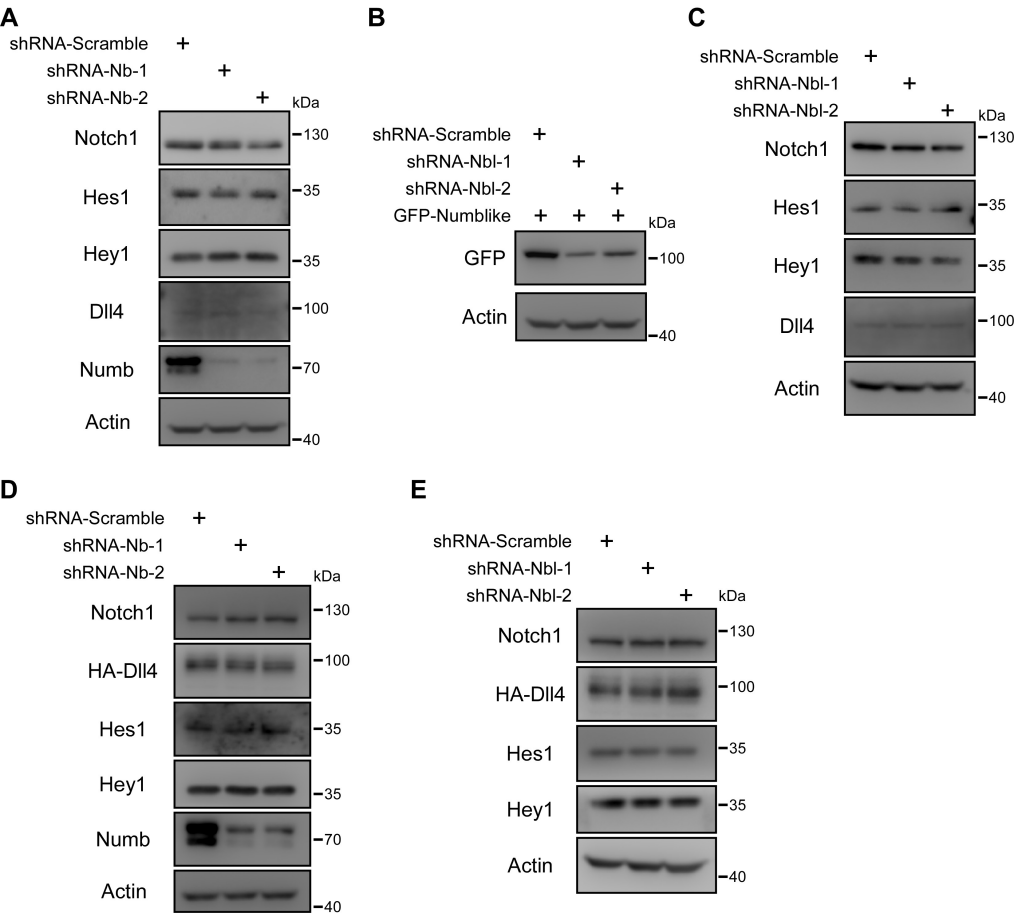 A
shRNA-Scramble +
shRNA-Nb-1 +
shRNA-Nb-2 +
kDa
Notch1 130
Hes1 35
Hey1 35
Dll4 100
Numb 70
Actin 40
B
shRNA-Scramble +
shRNA-Nbl-1 +
shRNA-Nbl-2 +
GFP-Numblike + + +
kDa
GFP 100
Actin 40
C
shRNA-Scramble +
shRNA-Nbl-1 +
shRNA-Nbl-2 +
kDa
Notch1 130
Hes1 35
Hey1 35
Dll4 100
Actin 40
D
shRNA-Scramble +
shRNA-Nb-1 +
shRNA-Nb-2 +
kDa
Notch1 130
HA-Dll4 100
Hes1 35
Hey1 35
Numb 70
Actin 40
E
shRNA-Scramble +
shRNA-Nbl-1 +
shRNA-Nbl-2 +
kDa
Notch1 130
HA-Dll4 100
Hes1 35
Hey1 35
Actin 40